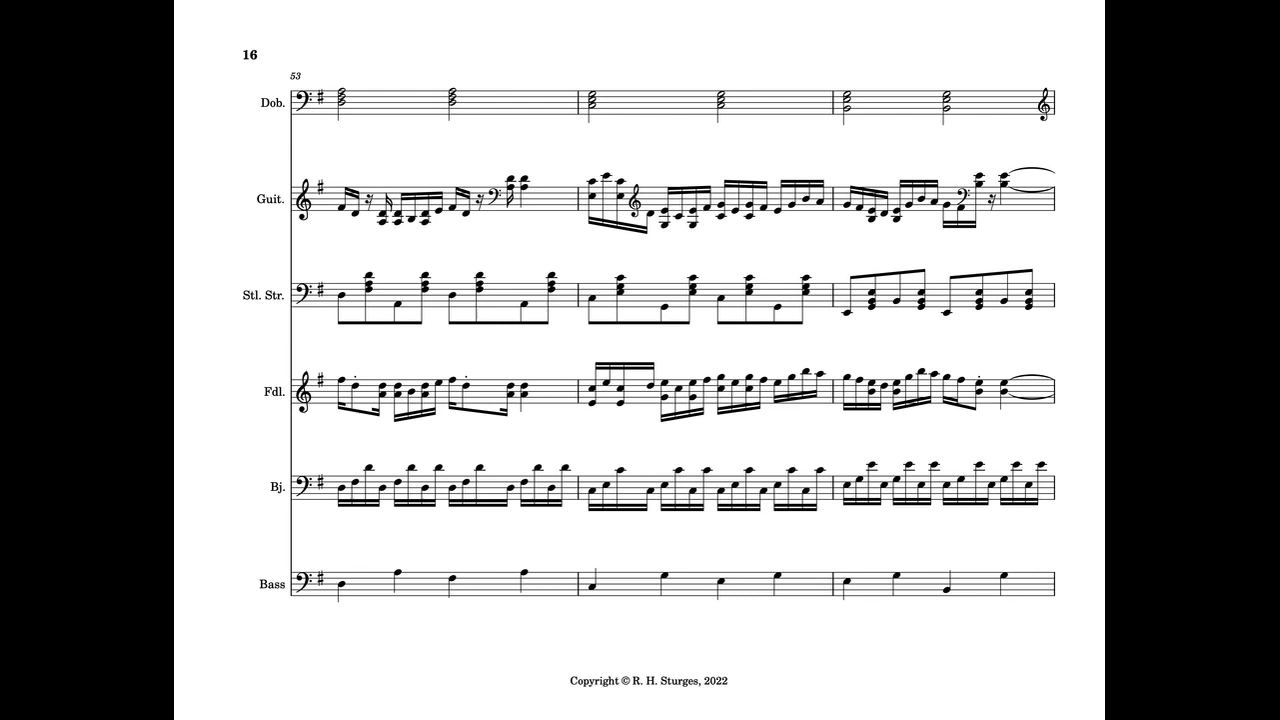 16
53
Dob.
Guit.
Stl. Str.
Fdl.
Bj.
Bass
Copyright © R. H. Sturges, 2022